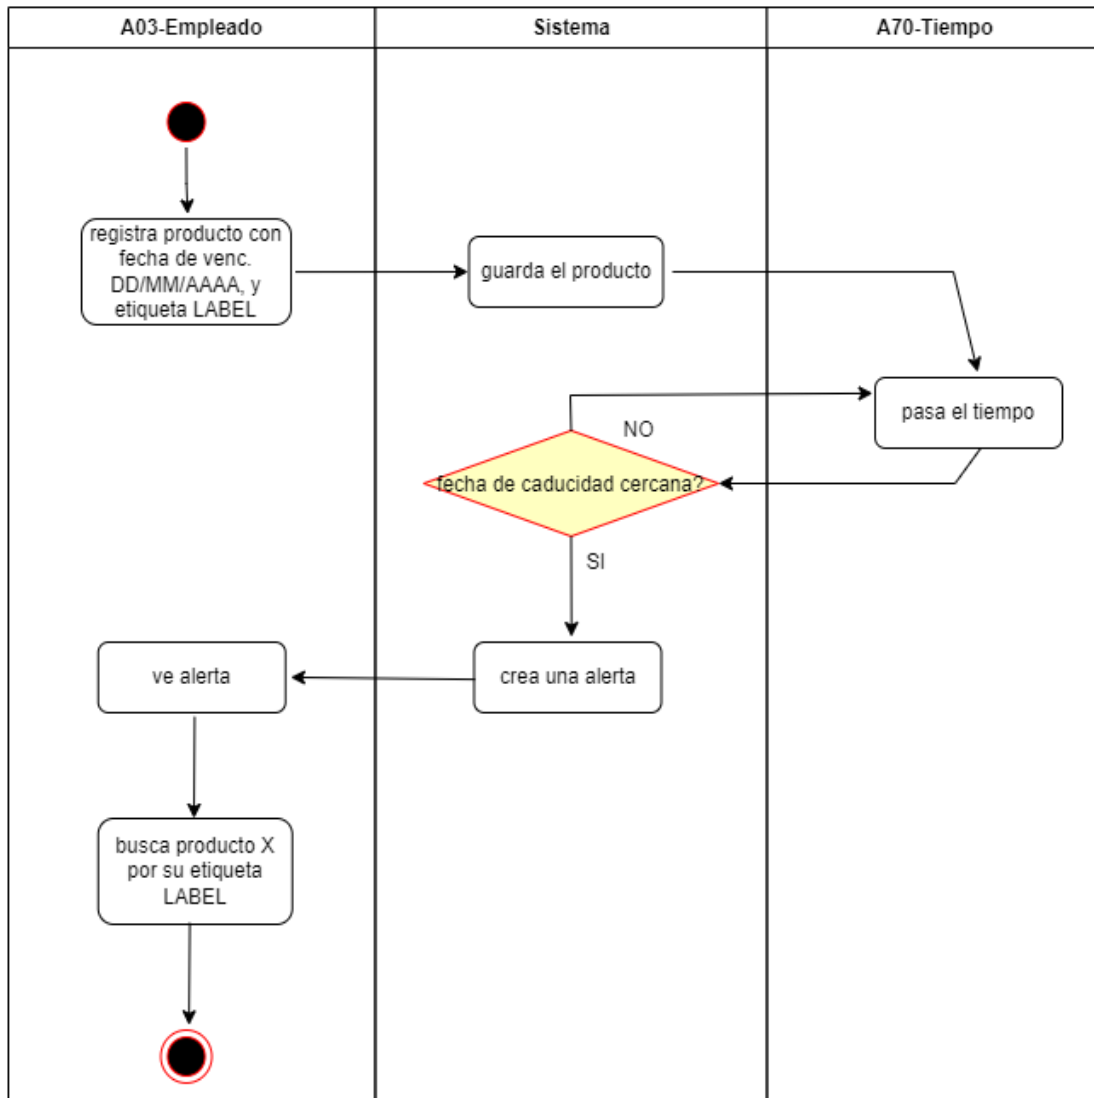 A03-Empleado
Sistema
A70-Tiempo
registra producto con
fecha de venc.
DD/MM/AAAA, y
etiqueta LABEL
guarda el producto
pasa el tiempo
NO
fecha de caducidad cercana?
SI
crea una alerta
ve alerta
busca producto X
por su etiqueta
LABEL